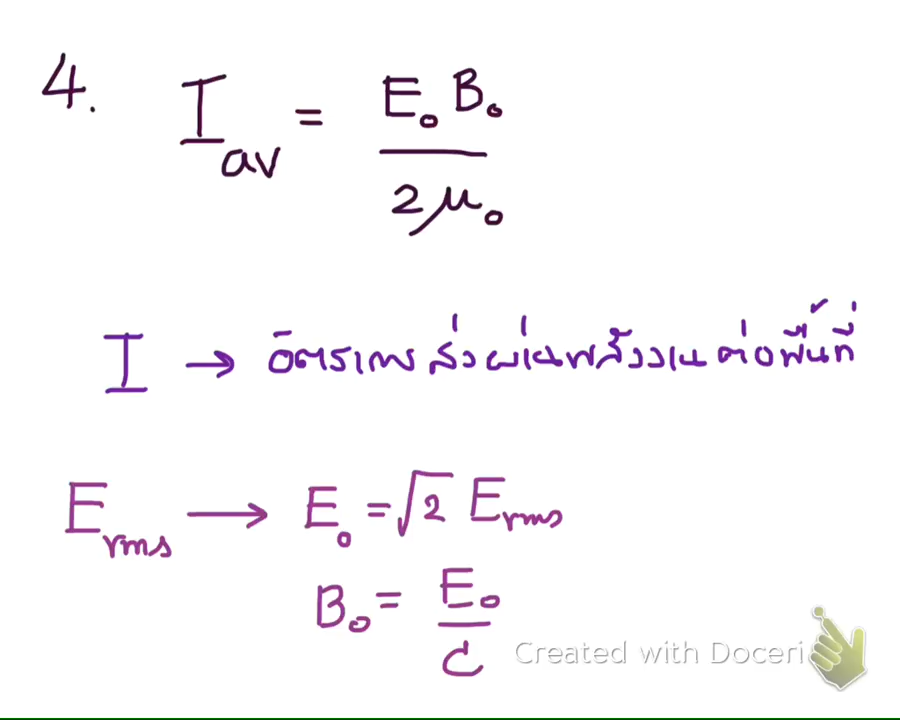 4. I_av = E₀B₀ / 2μ₀
I → อัตราการส่งผ่านพลังงานต่อพื้นที่
E_rms → E₀ = √2 E_rms
B₀ = E₀ / c
Created with Doceri